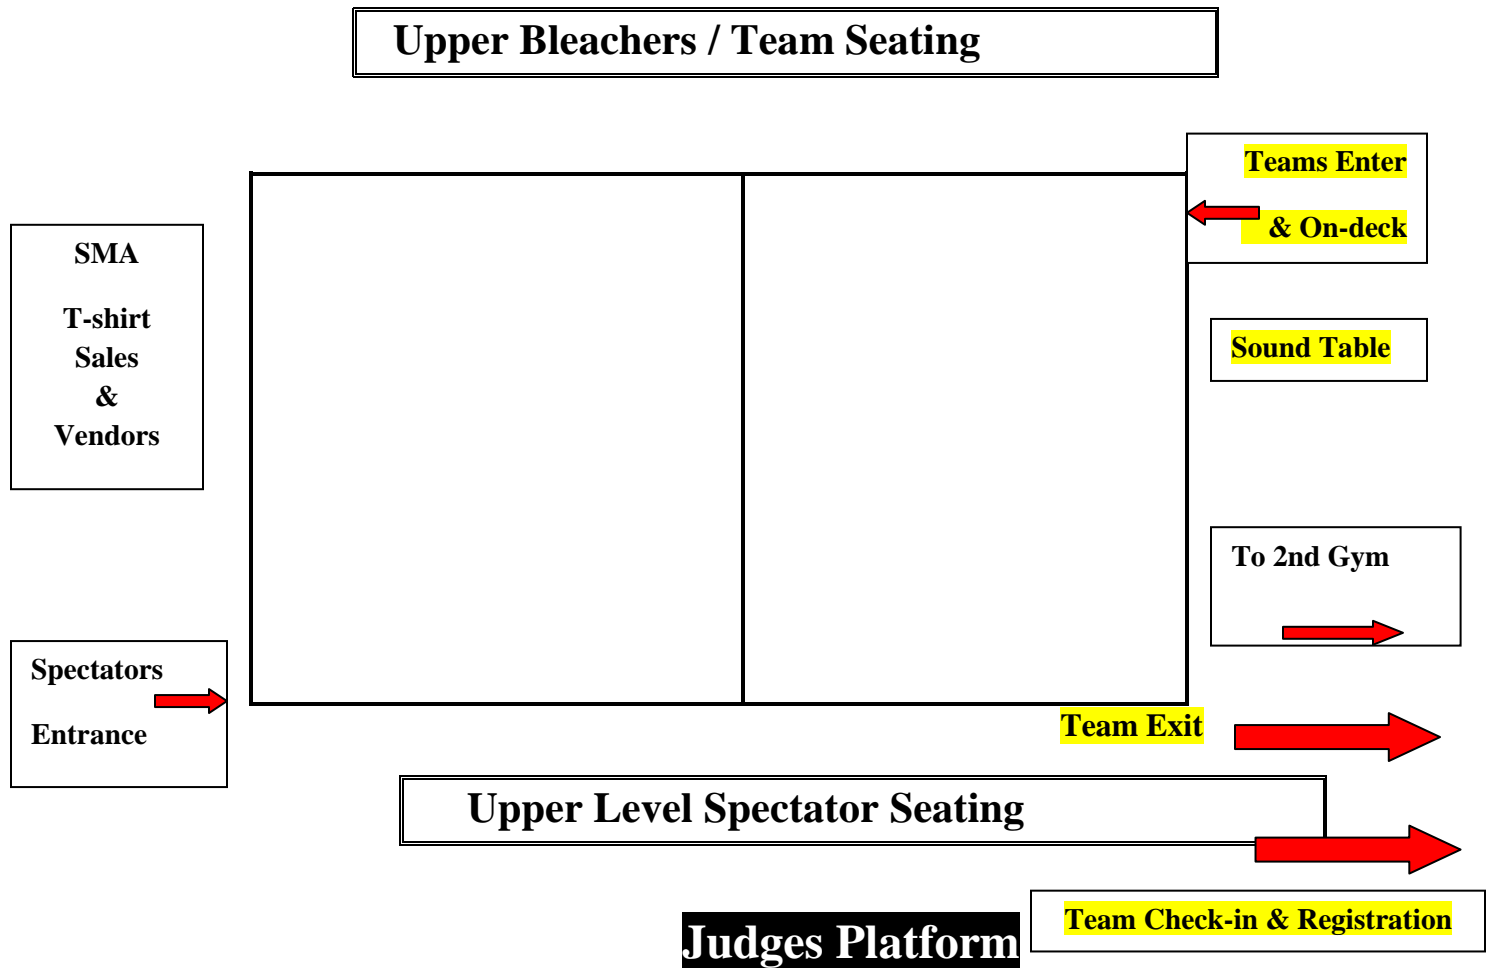 Upper Bleachers / Team Seating
Teams Enter
& On-deck
SMA
T-shirt
Sales
&
Vendors
Sound Table
To 2nd Gym
Spectators
Entrance
Team Exit
Upper Level Spectator Seating
Team Check-in & Registration
Judges Platform